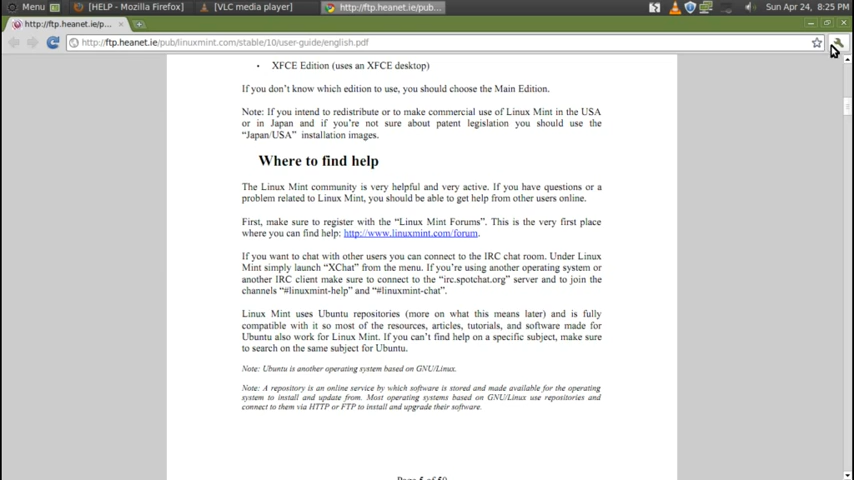 Menu
[HELP - Mozilla Firefox]
[VLC media player]
http://ftp.heanet.ie/pub...
Sun Apr 24, 8:25 PM
http://ftp.heanet.ie/p...
http://ftp.heanet.ie/pub/linuxmint.com/stable/10/user-guide/english.pdf
• XFCE Edition (uses an XFCE desktop)
If you don't know which edition to use, you should choose the Main Edition.
Note: If you intend to redistribute or to make commercial use of Linux Mint in the USA
or in Japan and if you're not sure about patent legislation you should use the
“Japan/USA” installation images.
Where to find help
The Linux Mint community is very helpful and very active. If you have questions or a
problem related to Linux Mint, you should be able to get help from other users online.
First, make sure to register with the “Linux Mint Forums”. This is the very first place
where you can find help: http://www.linuxmint.com/forum.
If you want to chat with other users you can connect to the IRC chat room. Under Linux
Mint simply launch “XChat” from the menu. If you're using another operating system or
another IRC client make sure to connect to the “irc.spotchat.org” server and to join the
channels “#linuxmint-help” and “#linuxmint-chat”.
Linux Mint uses Ubuntu repositories (more on what this means later) and is fully
compatible with it so most of the resources, articles, tutorials, and software made for
Ubuntu also work for Linux Mint. If you can't find help on a specific subject, make sure
to search on the same subject for Ubuntu.
Note: Ubuntu is another operating system based on GNU/Linux.
Note: A repository is an online service by which software is stored and made available for the operating
system to install and update from. Most operating systems based on GNU/Linux use repositories and
connect to them via HTTP or FTP to install and upgrade their software.
Page 5 of 50